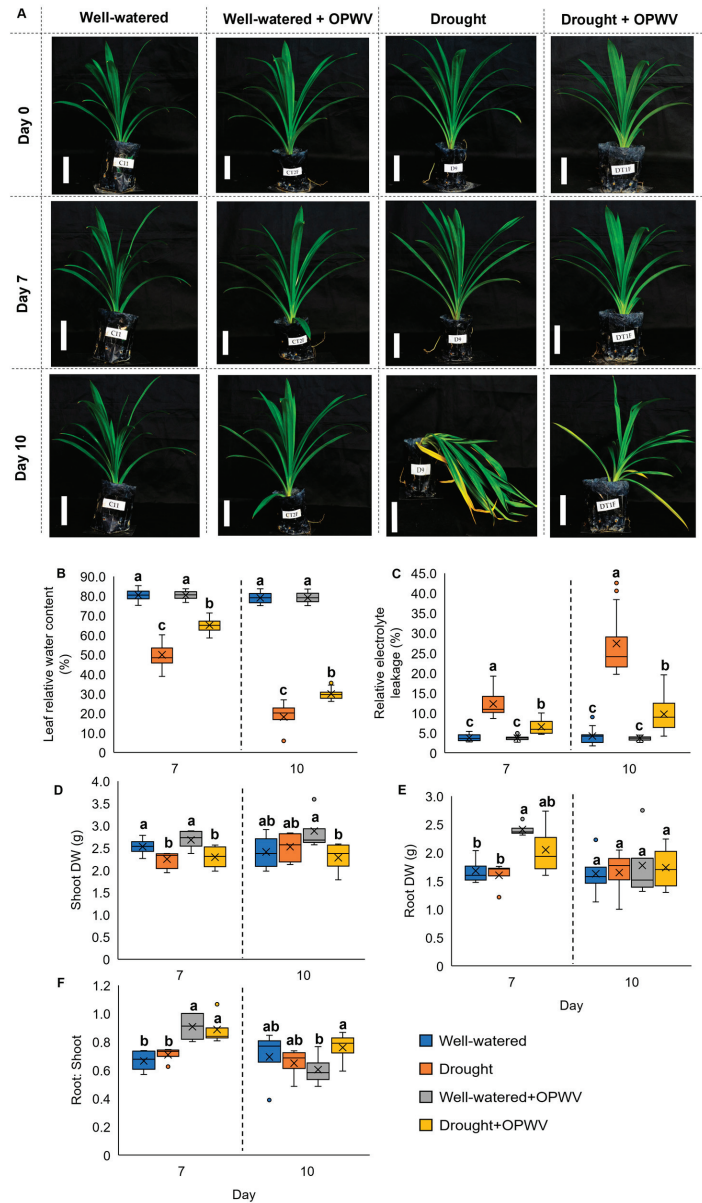 A
Well-watered
Well-watered + OPWV
Drought
Drought + OPWV
Day 0
C11
CT2F
D9
DT1F
Day 7
C11
CT2F
D9
DT1F
Day 10
C11
CT2F
D9
DT1F
B
Leaf relative water content
(%)
90.0
80.0
70.0
60.0
50.0
40.0
30.0
20.0
10.0
0.0
a
c
a
b
a
c
a
b
7
10
C
Relative electrolyte
leakage (%)
45.0
40.0
35.0
30.0
25.0
20.0
15.0
10.0
5.0
0.0
c
a
c
b
c
a
c
b
7
10
D
Shoot DW (g)
4.0
3.5
3.0
2.5
2.0
1.5
1.0
0.5
0
a
b
a
b
ab
ab
a
b
7
10
E
Root DW (g)
3.0
2.5
2.0
1.5
1.0
0.5
0
b
b
a
ab
a
a
a
a
7
10
Day
F
Root: Shoot
1.2
1.0
0.8
0.6
0.4
0.2
0
b
b
a
a
ab
ab
b
a
7
10
Day
Well-watered
Drought
Well-watered+OPWV
Drought+OPWV